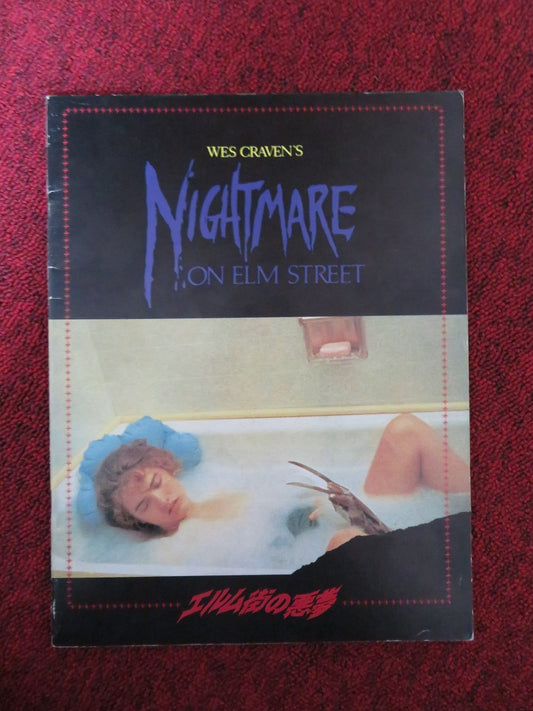 WES CRAVEN'S
NIGHTMARE
ON ELM STREET
エルム街の悪夢